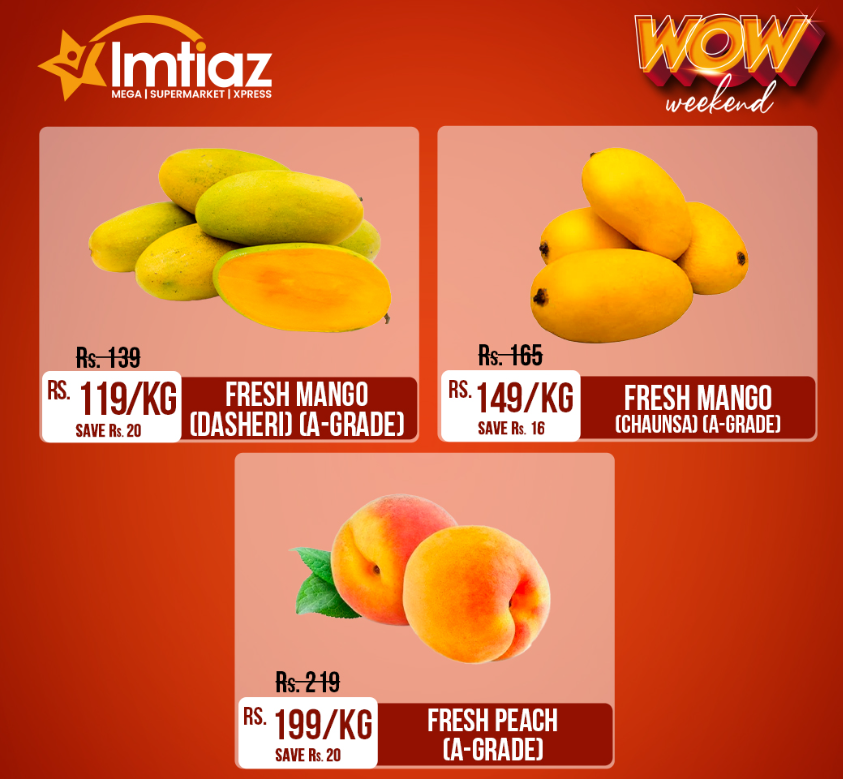 Imtiaz
MEGA | SUPERMARKET | XPRESS
WOW
weekend
Rs. 139
RS. 119/KG
SAVE Rs. 20
FRESH MANGO
(DASHERI) (A-GRADE)
Rs. 165
RS. 149/KG
SAVE Rs. 16
FRESH MANGO
(CHAUNSA) (A-GRADE)
Rs. 219
RS. 199/KG
SAVE Rs. 20
FRESH PEACH
(A-GRADE)